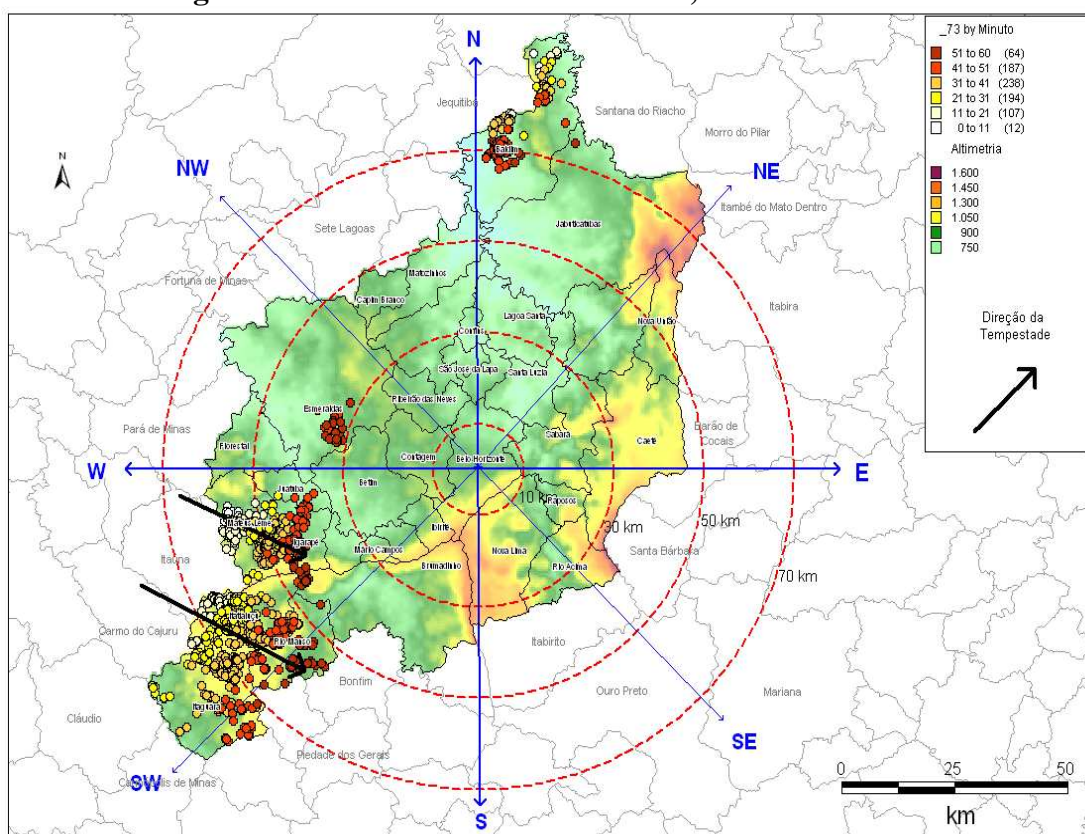 _73 by Minuto
51 to 60 (64)
41 to 51 (187)
31 to 41 (238)
21 to 31 (194)
11 to 21 (107)
0 to 11 (12)
Altimetria
1.600
1.450
1.300
1.050
900
750
Direção da
Tempestade
N
N
NW
NE
W
E
SW
SE
S
Jequitibá
Santana do Riacho
Morro do Pilar
Baldim
Itambé do Mato Dentro
Sete Lagoas
Jabuticatubas
Fortuna de Minas
Matozinhos
Capim Branco
Itabira
Lagoa Santa
Nova União
Confins
São José da Lapa
Santa Luzia
Ribeirão das Neves
Esmeraldas
Pará de Minas
Florestal
Sabará
Caeté
Barão de
Cocais
Contagem
Belo Horizonte
Betim
Juatuba
10 km
Raposos
Mateus Leme
Igarapé
Ibirité
30 km
50 km
Mário Campos
Nova Lima
Santa Bárbara
Itaúna
Brumadinho
Rio Acima
70 km
Itatiaiuçu
Carmo do Cajuru
Rio Manso
Itabirito
Bonfim
Ouro Preto
Mariana
Itaguara
Cláudio
Piedade dos Gerais
0 25 50
km